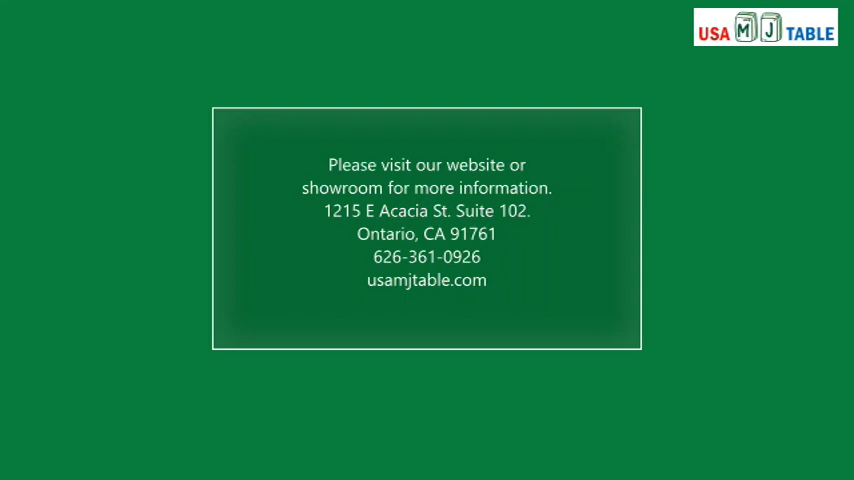 USA MJ TABLE
Please visit our website or
showroom for more information.
1215 E Acacia St. Suite 102.
Ontario, CA 91761
626-361-0926
usamjtable.com